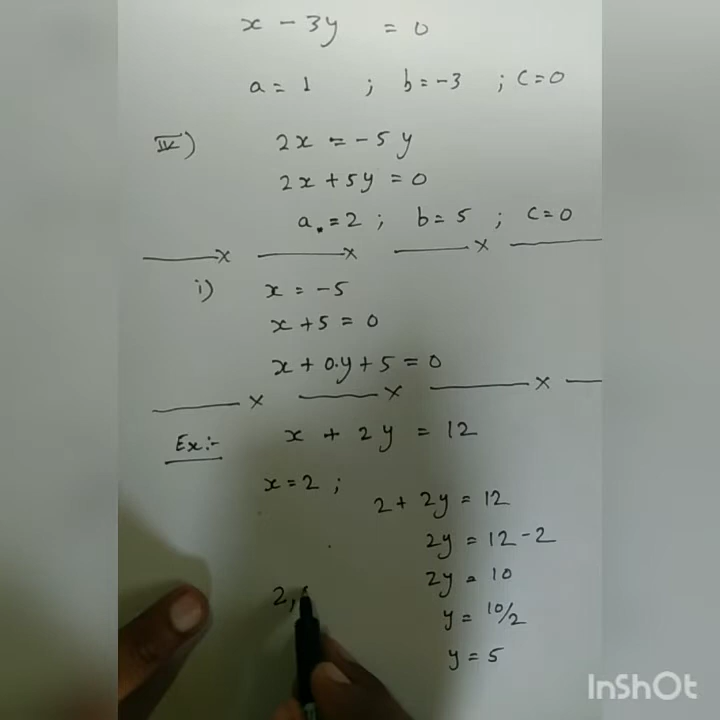 x - 3y = 0
a = 1 ; b = -3 ; c = 0
IV) 2x = -5y
2x + 5y = 0
a = 2 ; b = 5 ; c = 0
i) x = -5
x + 5 = 0
x + 0.y + 5 = 0
Ex:- x + 2y = 12
x = 2 ;
2 + 2y = 12
2y = 12 - 2
2y = 10
y = 10/2
y = 5
2,
InShOt